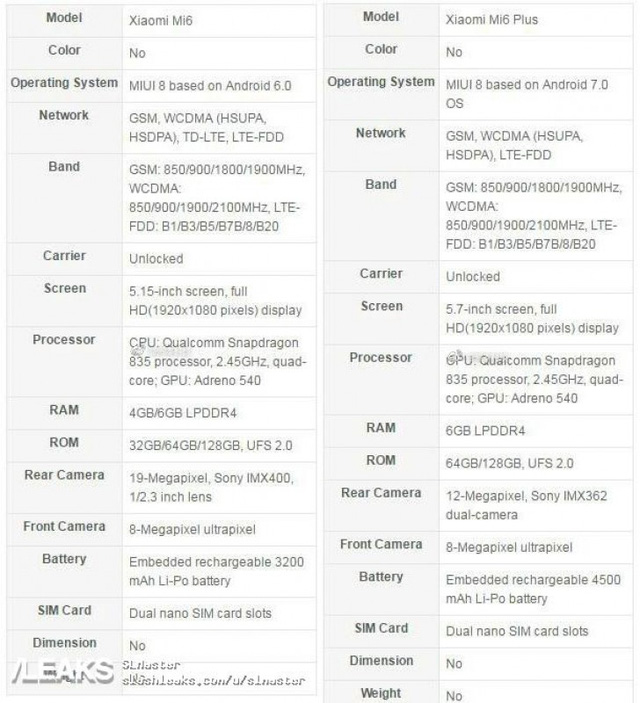 Model
Xiaomi Mi6
Color
No
Operating System
MIUI 8 based on Android 6.0
Network
GSM, WCDMA (HSUPA,
HSDPA), TD-LTE, LTE-FDD
Band
GSM: 850/900/1800/1900MHz,
WCDMA:
850/900/1900/2100MHz, LTE-
FDD: B1/B3/B5/B7B/8/B20
Carrier
Unlocked
Screen
5.15-inch screen, full
HD(1920x1080 pixels) display
Processor
CPU: Qualcomm Snapdragon
835 processor, 2.45GHz, quad-
core; GPU: Adreno 540
RAM
4GB/6GB LPDDR4
ROM
32GB/64GB/128GB, UFS 2.0
Rear Camera
19-Megapixel, Sony IMX400,
1/2.3 inch lens
Front Camera
8-Megapixel ultrapixel
Battery
Embedded rechargeable 3200
mAh Li-Po battery
SIM Card
Dual nano SIM card slots
Dimension
No
/LEAKS
S1naster
slashleaks.com/u/s1naster
Model
Xiaomi Mi6 Plus
Color
No
Operating System
MIUI 8 based on Android 7.0
OS
Network
GSM, WCDMA (HSUPA,
HSDPA), LTE-FDD
Band
GSM: 850/900/1800/1900MHz,
WCDMA:
850/900/1900/2100MHz, LTE-
FDD: B1/B3/B5/B7B/8/B20
Carrier
Unlocked
Screen
5.7-inch screen, full
HD(1920x1080 pixels) display
Processor
CPU: Qualcomm Snapdragon
835 processor, 2.45GHz, quad-
core; GPU: Adreno 540
RAM
6GB LPDDR4
ROM
64GB/128GB, UFS 2.0
Rear Camera
12-Megapixel, Sony IMX362
dual-camera
Front Camera
8-Megapixel ultrapixel
Battery
Embedded rechargeable 4500
mAh Li-Po battery
SIM Card
Dual nano SIM card slots
Dimension
No
Weight
No